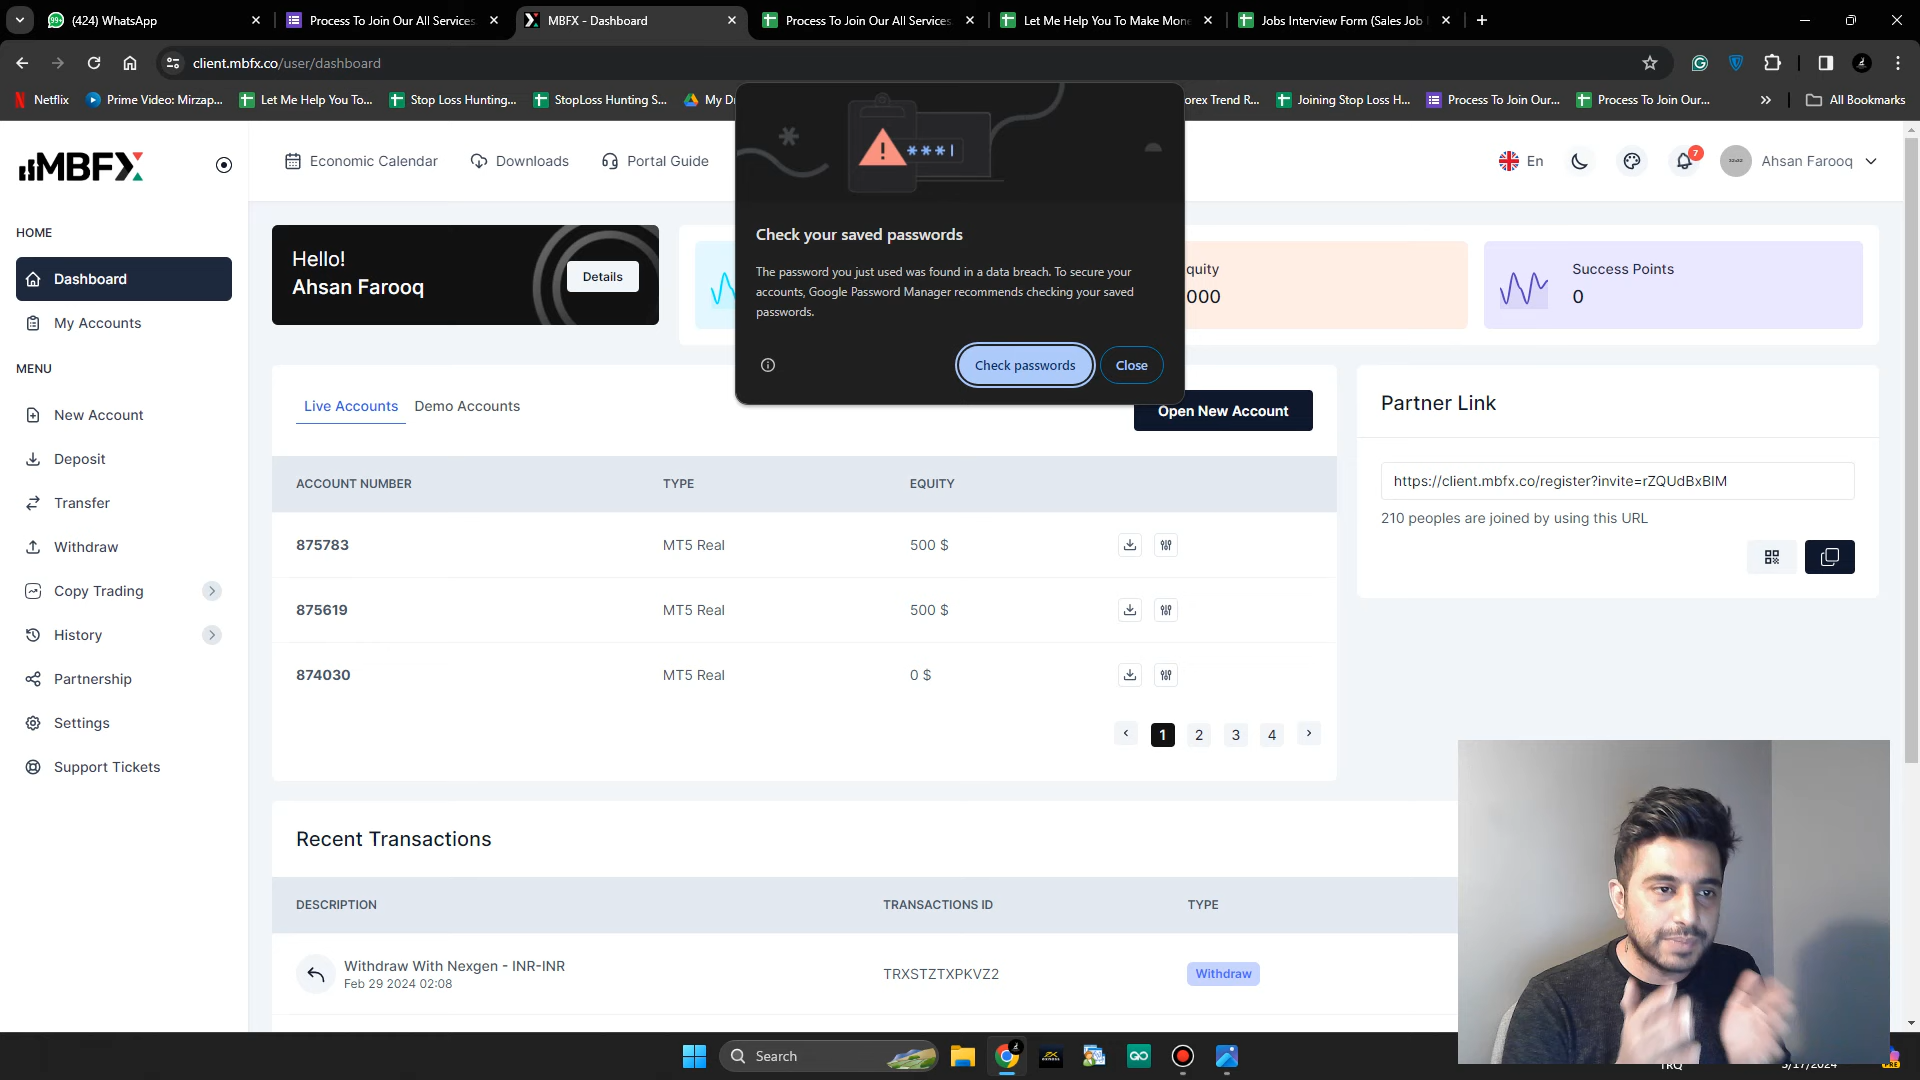 (424) WhatsApp
Process To Join Our All Services
MBFX - Dashboard
Process To Join Our All Services
Let Me Help You To Make Mon
Jobs Interview Form (Sales Job
client.mbfx.co/user/dashboard
Netflix
Prime Video: Mirzap...
Let Me Help You To...
Stop Loss Hunting...
StopLoss Hunting S...
My D
orex Trend R...
Joining Stop Loss H...
Process To Join Our...
Process To Join Our...
All Bookmarks
MBFX
Economic Calendar
Downloads
Portal Guide
En
7
Ahsan Farooq
HOME
Dashboard
My Accounts
MENU
New Account
Deposit
Transfer
Withdraw
Copy Trading
History
Partnership
Settings
Support Tickets
Hello!
Ahsan Farooq
Details
***|
Check your saved passwords
The password you just used was found in a data breach. To secure your
accounts, Google Password Manager recommends checking your saved
passwords.
Check passwords
Close
quity
000
Success Points
0
Live Accounts
Demo Accounts
Open New Account
ACCOUNT NUMBER
TYPE
EQUITY
875783
MT5 Real
500 $
875619
MT5 Real
500 $
874030
MT5 Real
0 $
1
2
3
4
Partner Link
https://client.mbfx.co/register?invite=rZQUdBxBIM
210 peoples are joined by using this URL
Recent Transactions
DESCRIPTION
TRANSACTIONS ID
TYPE
Withdraw With Nexgen - INR-INR
Feb 29 2024 02:08
TRXSTZTXPKVZ2
Withdraw
Search
TRQ
3/17/2024
PRE